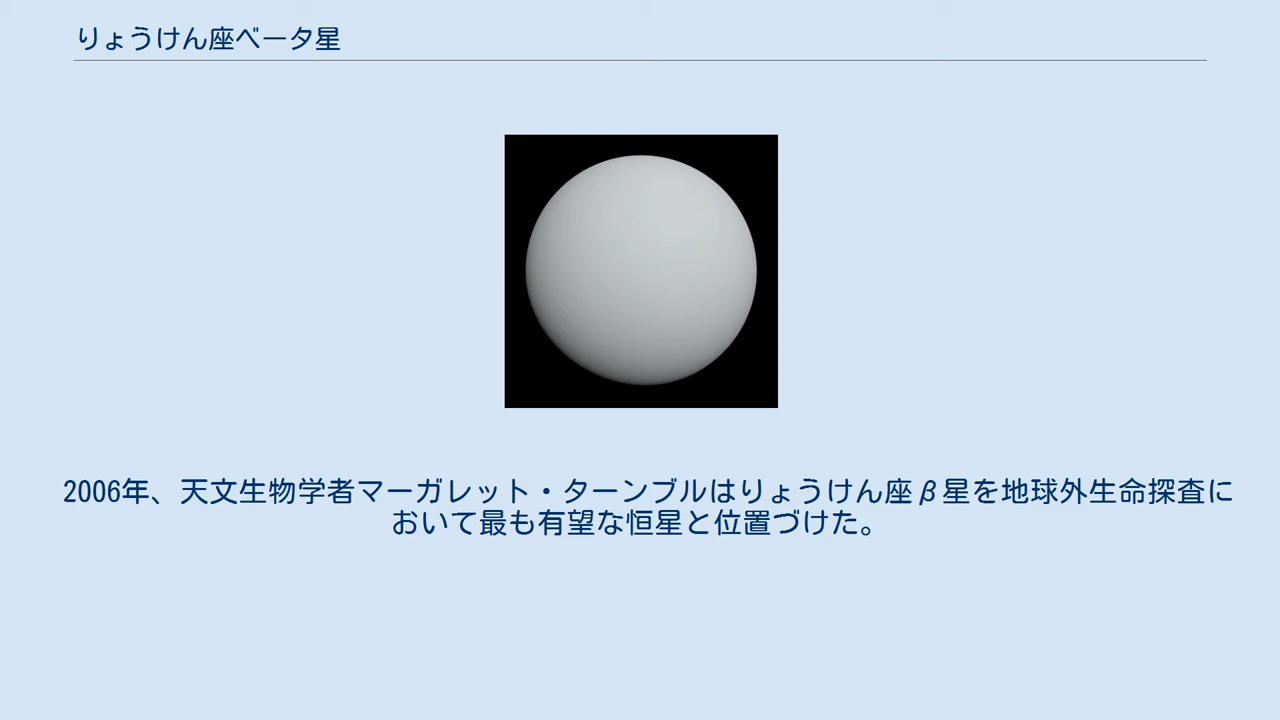 りょうけん座ベータ星
2006年、天文生物学者マーガレット・ターンブルはりょうけん座β星を地球外生命探査に
おいて最も有望な恒星と位置づけた。